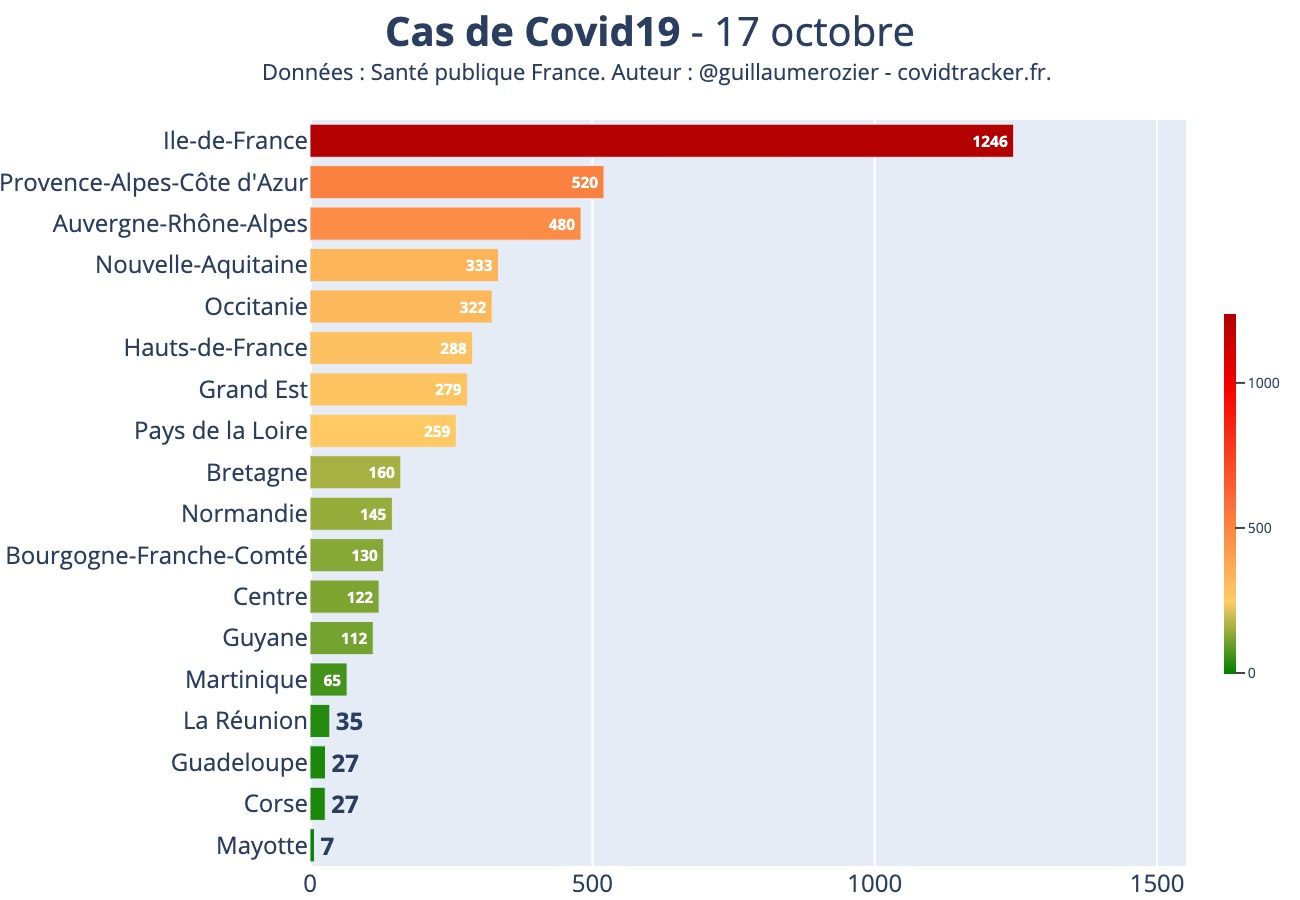 Cas de Covid19 - 17 octobre
Données : Santé publique France. Auteur : @guillaumerozier - covidtracker.fr.
Ile-de-France 1246
Provence-Alpes-Côte d'Azur 520
Auvergne-Rhône-Alpes 480
Nouvelle-Aquitaine 333
Occitanie 322
Hauts-de-France 288
Grand Est 279
Pays de la Loire 259
Bretagne 160
Normandie 145
Bourgogne-Franche-Comté 130
Centre 122
Guyane 112
Martinique 65
La Réunion 35
Guadeloupe 27
Corse 27
Mayotte 7
0 500 1000 1500
1000
500
0